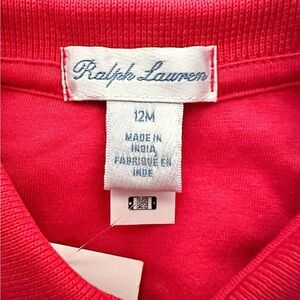 Ralph Lauren
12M
MADE IN
INDIA
FABRIQUÉ EN
INDE